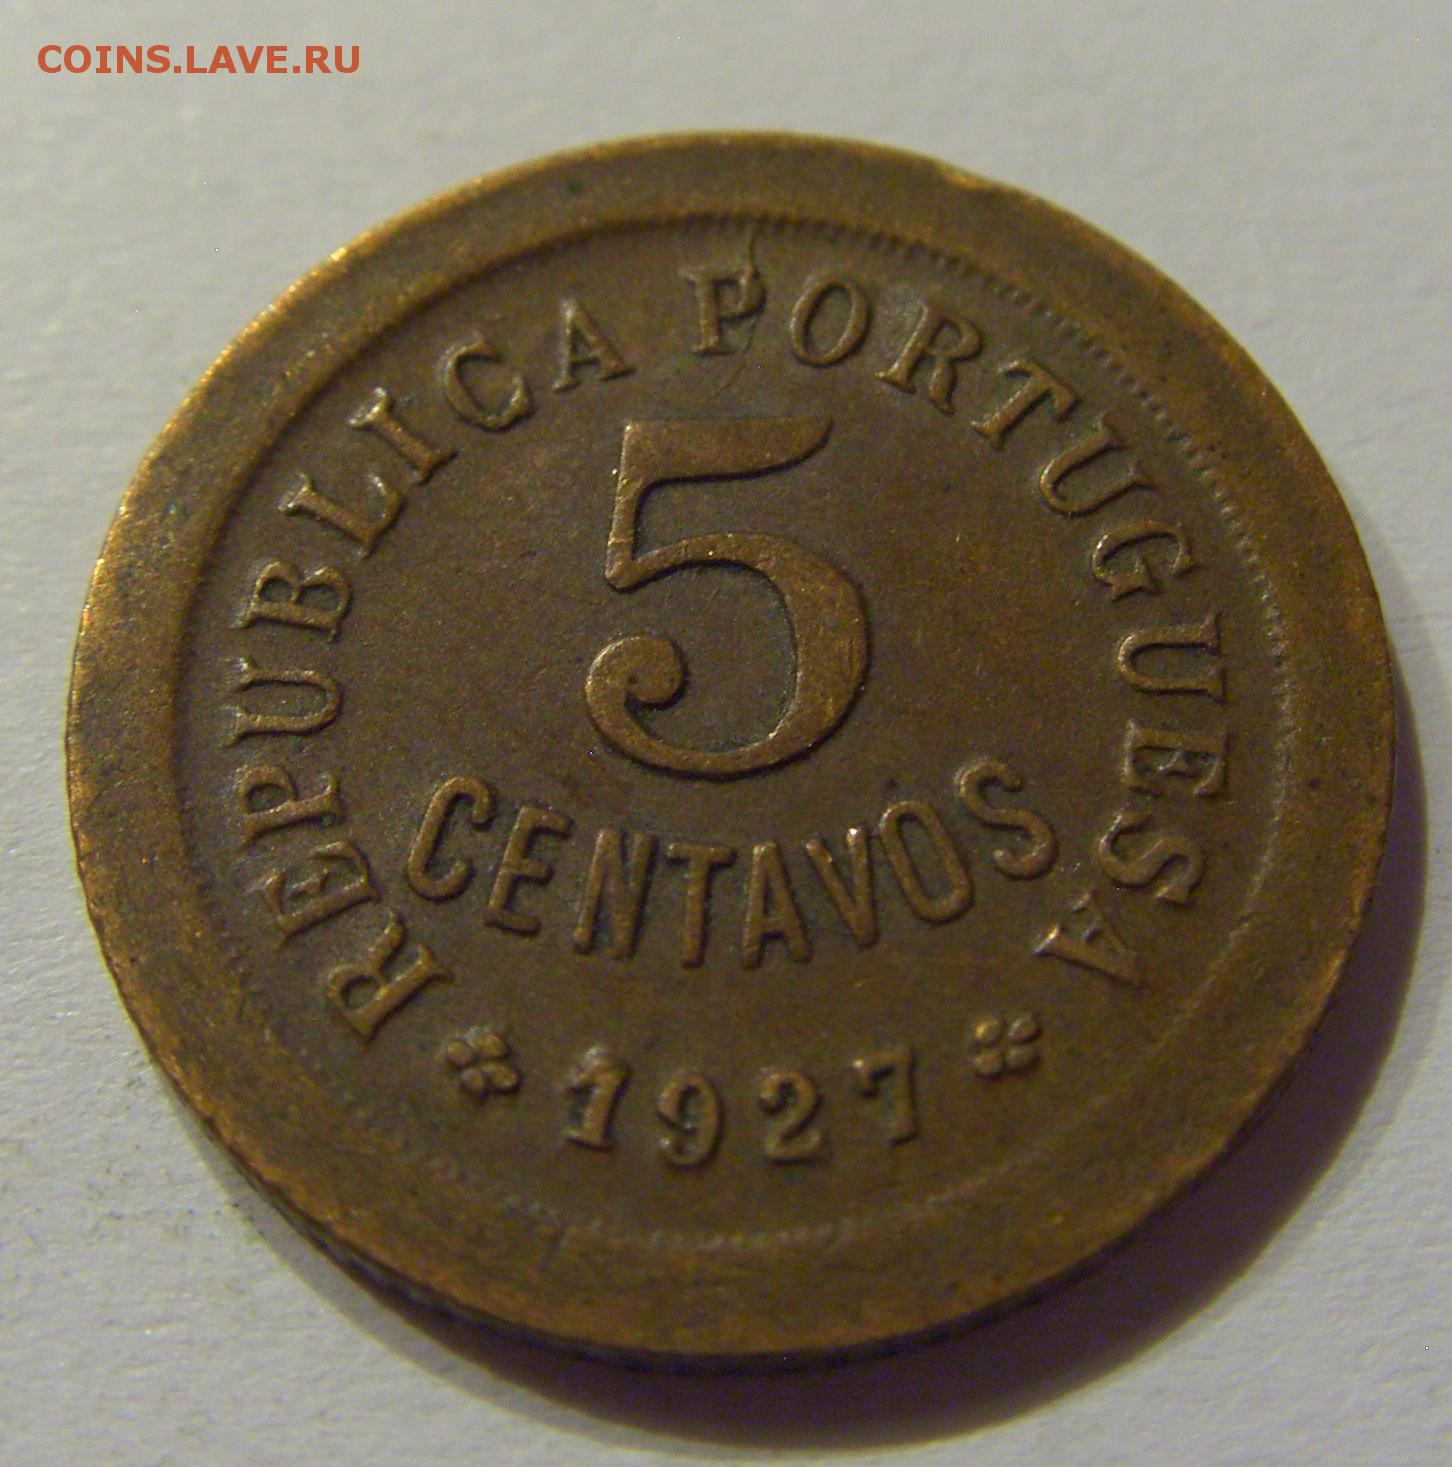 COINS.LAVE.RU
REPUBLICA PORTUGUESA
5
CENTAVOS
1927